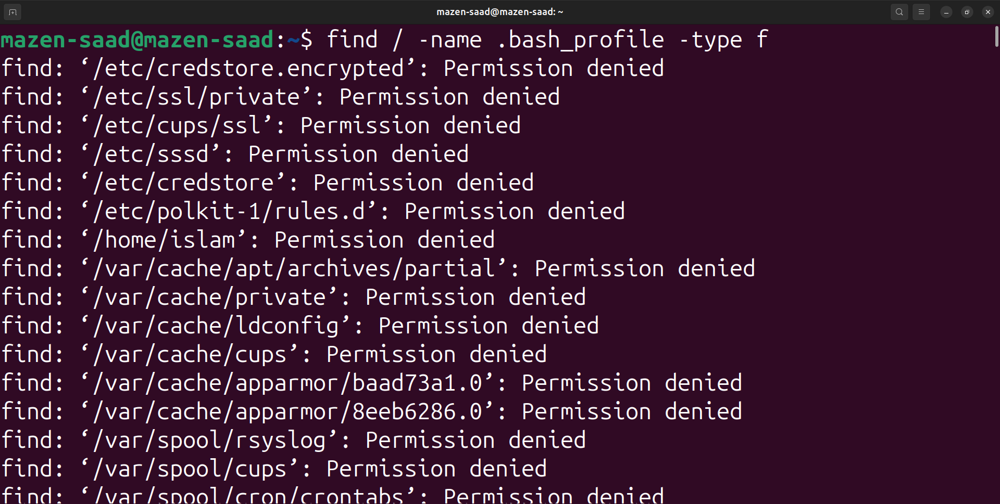 mazen-saad@mazen-saad: ~
mazen-saad@mazen-saad:~$ find / -name .bash_profile -type f
find: ‘/etc/credstore.encrypted’: Permission denied
find: ‘/etc/ssl/private’: Permission denied
find: ‘/etc/cups/ssl’: Permission denied
find: ‘/etc/sssd’: Permission denied
find: ‘/etc/credstore’: Permission denied
find: ‘/etc/polkit-1/rules.d’: Permission denied
find: ‘/home/islam’: Permission denied
find: ‘/var/cache/apt/archives/partial’: Permission denied
find: ‘/var/cache/private’: Permission denied
find: ‘/var/cache/ldconfig’: Permission denied
find: ‘/var/cache/cups’: Permission denied
find: ‘/var/cache/apparmor/baad73a1.0’: Permission denied
find: ‘/var/cache/apparmor/8eeb6286.0’: Permission denied
find: ‘/var/spool/rsyslog’: Permission denied
find: ‘/var/spool/cups’: Permission denied
find: ‘/var/spool/cron/crontabs’: Permission denied